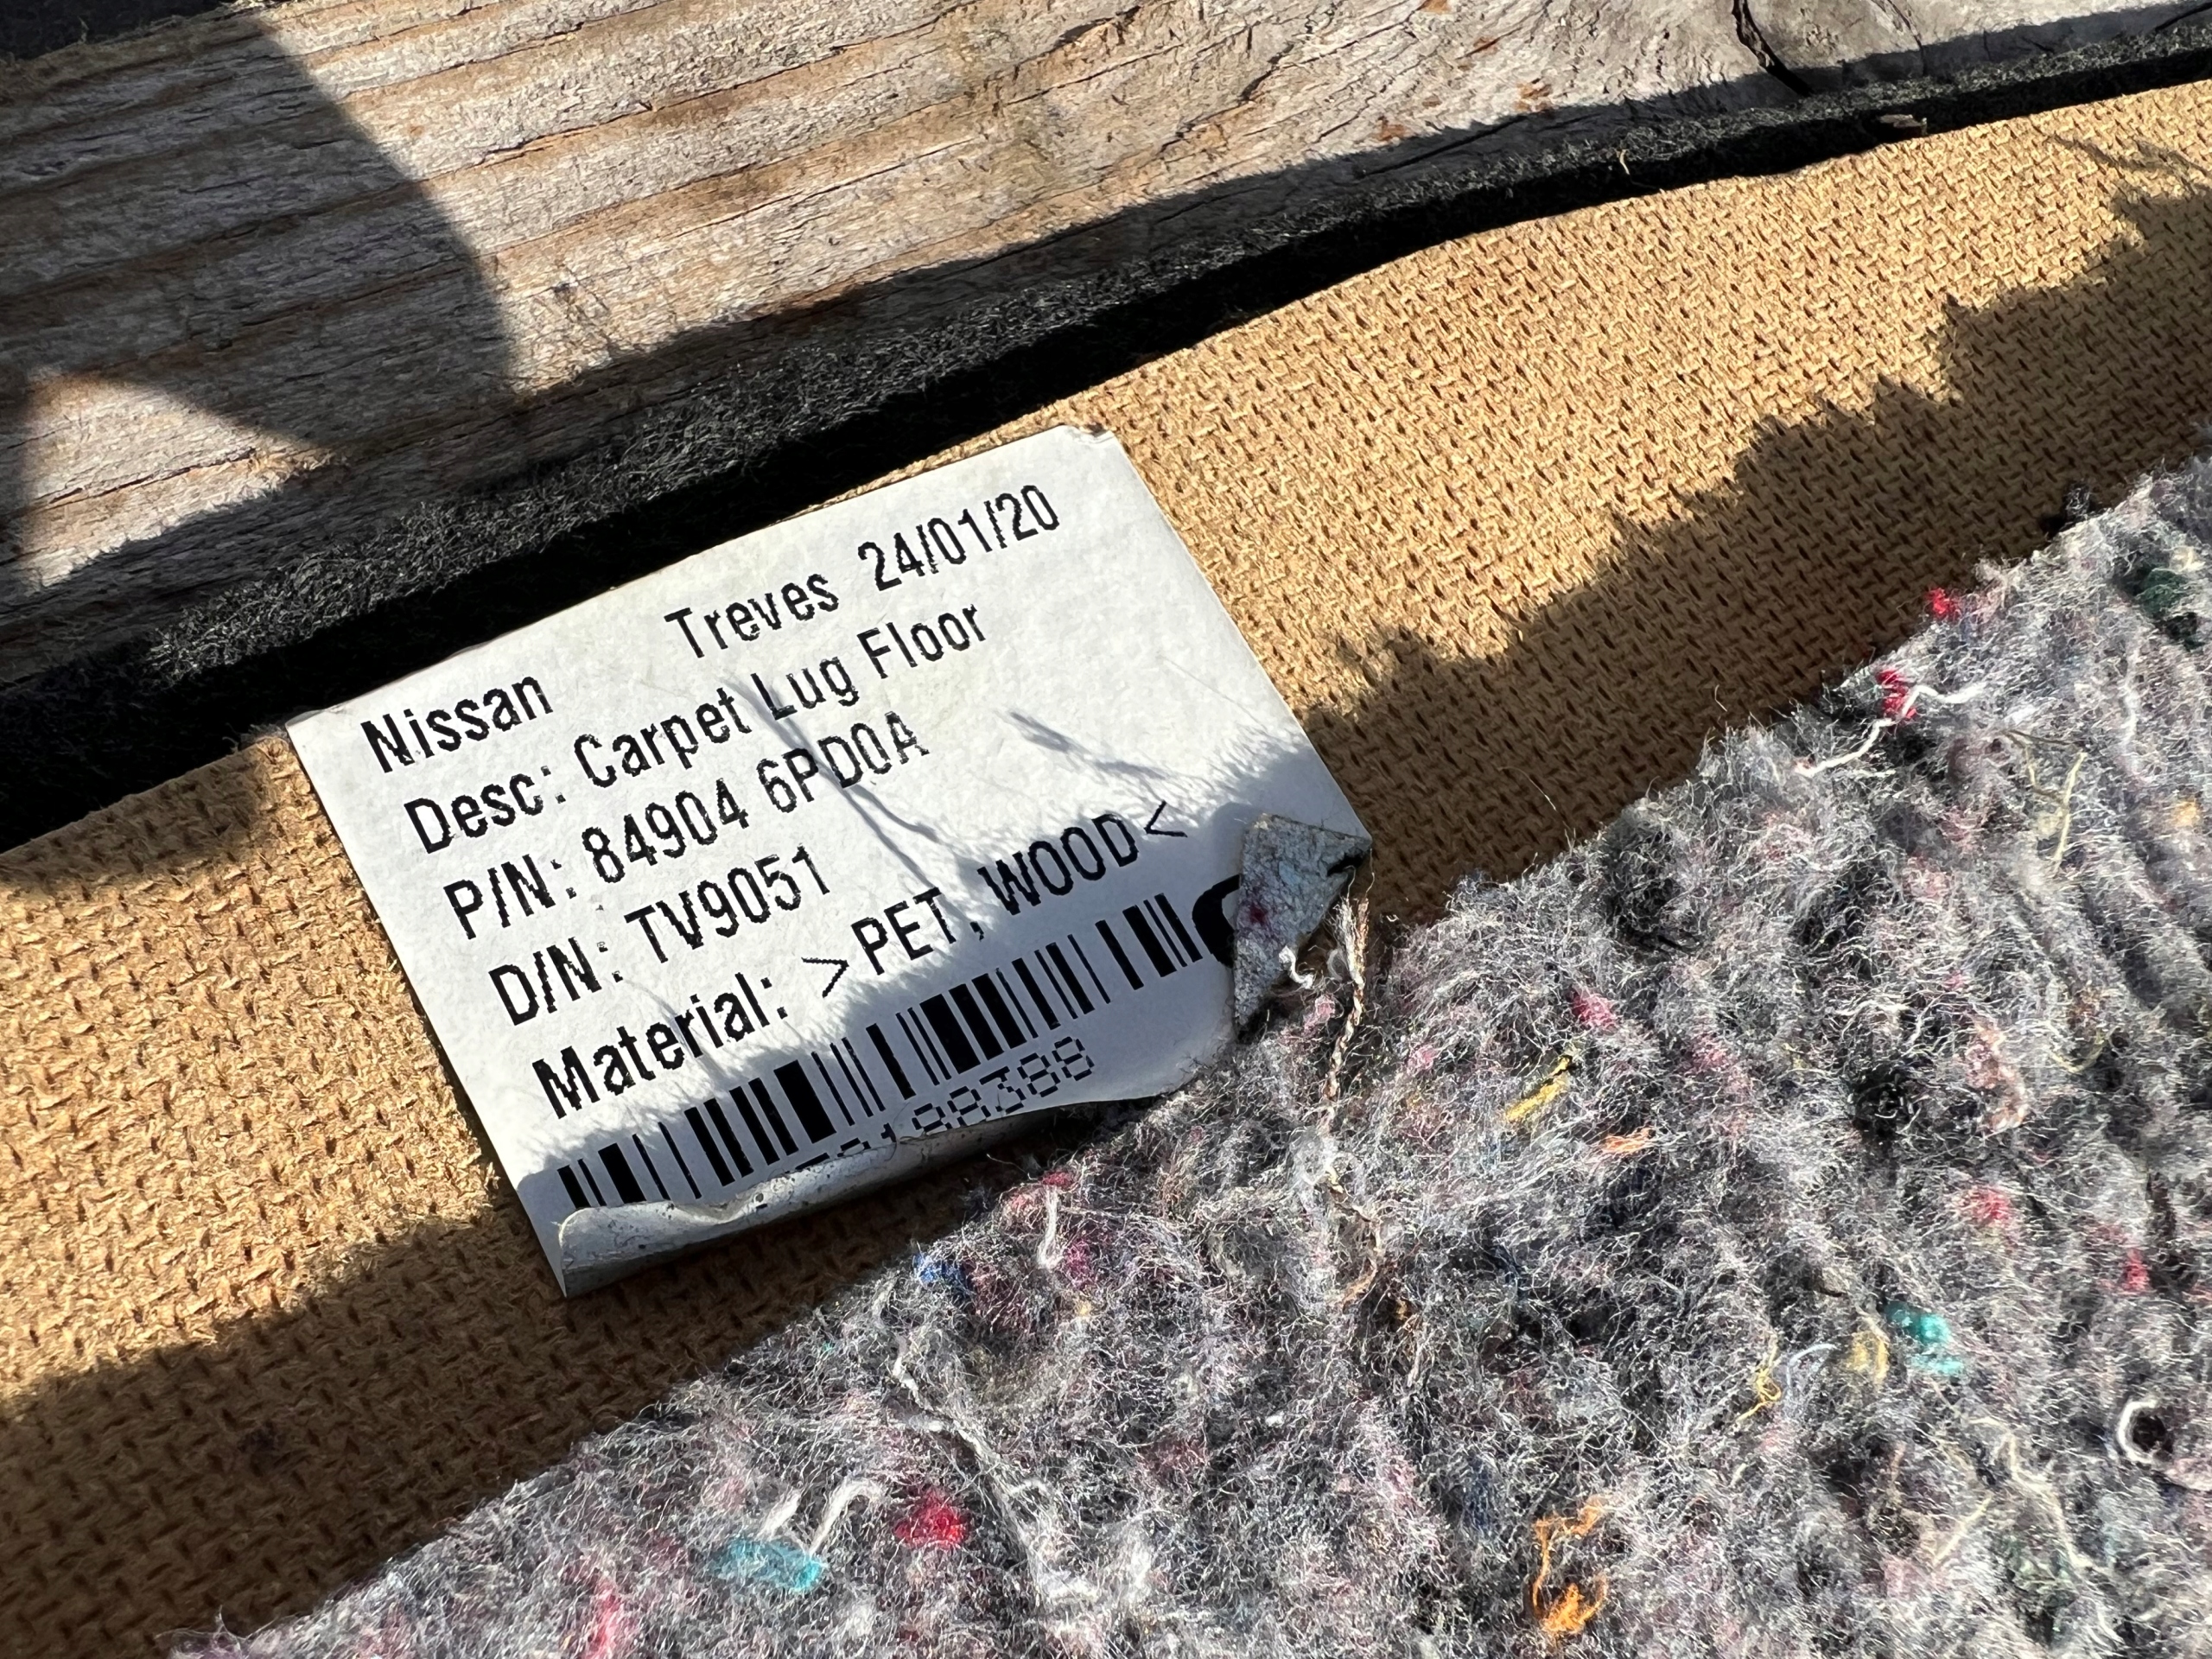 Nissan Treves 24/01/20
Desc: Carpet Lug Floor
P/N: 84904 6PD0A
D/N: TV9051
Material: >PET, WOOD<